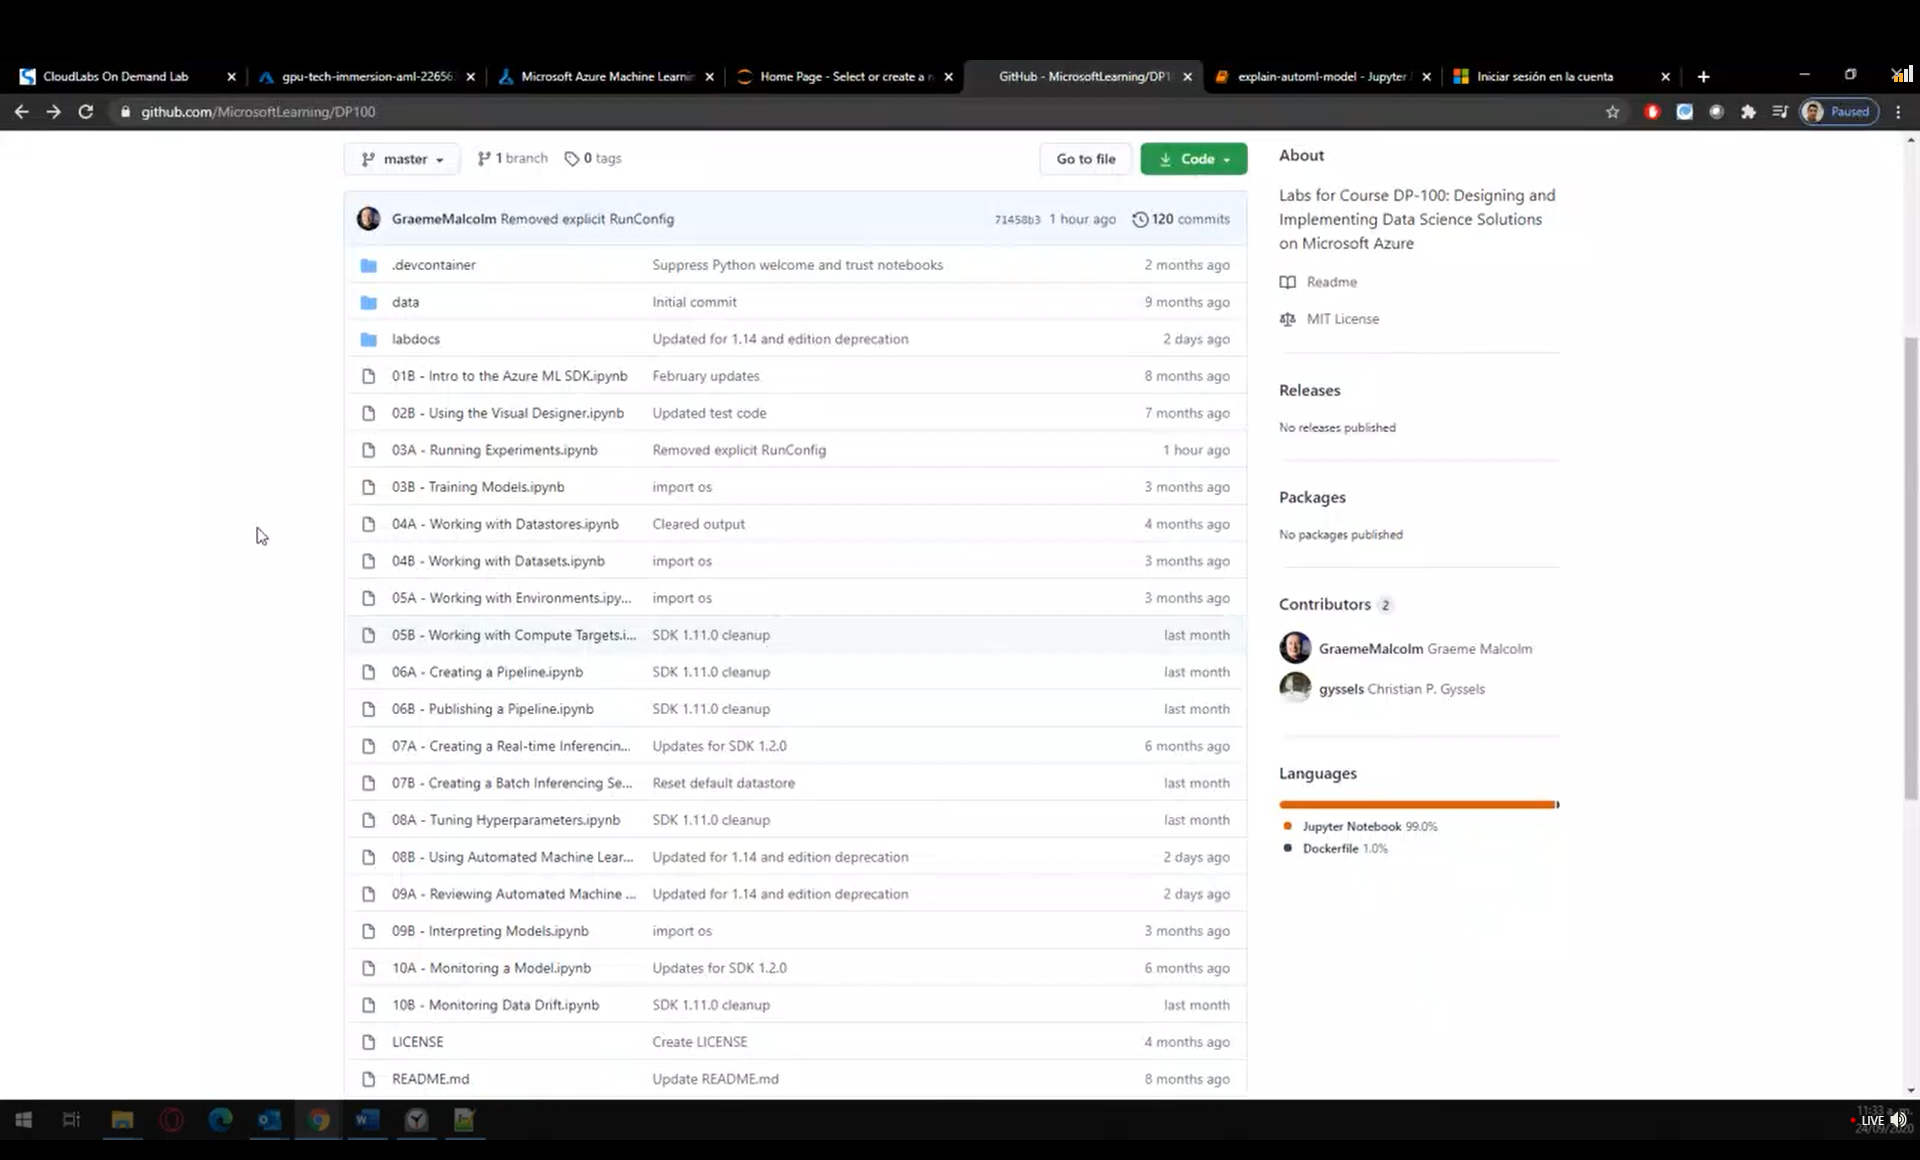 CloudLabs On Demand Lab
gpu-tech-immersion-aml-22656
Microsoft Azure Machine Learnin
Home Page - Select or create a n
GitHub - MicrosoftLearning/DP1
explain-automl-model - Jupyter
Iniciar sesión en la cuenta
github.com/MicrosoftLearning/DP100
Paused
master
1 branch
0 tags
Go to file
Code
GraemeMalcolm Removed explicit RunConfig
71458b3 1 hour ago
120 commits
.devcontainer Suppress Python welcome and trust notebooks 2 months ago
data Initial commit 9 months ago
labdocs Updated for 1.14 and edition deprecation 2 days ago
01B - Intro to the Azure ML SDK.ipynb February updates 8 months ago
02B - Using the Visual Designer.ipynb Updated test code 7 months ago
03A - Running Experiments.ipynb Removed explicit RunConfig 1 hour ago
03B - Training Models.ipynb import os 3 months ago
04A - Working with Datastores.ipynb Cleared output 4 months ago
04B - Working with Datasets.ipynb import os 3 months ago
05A - Working with Environments.ipy... import os 3 months ago
05B - Working with Compute Targets.i... SDK 1.11.0 cleanup last month
06A - Creating a Pipeline.ipynb SDK 1.11.0 cleanup last month
06B - Publishing a Pipeline.ipynb SDK 1.11.0 cleanup last month
07A - Creating a Real-time Inferencin... Updates for SDK 1.2.0 6 months ago
07B - Creating a Batch Inferencing Se... Reset default datastore last month
08A - Tuning Hyperparameters.ipynb SDK 1.11.0 cleanup last month
08B - Using Automated Machine Lear... Updated for 1.14 and edition deprecation 2 days ago
09A - Reviewing Automated Machine ... Updated for 1.14 and edition deprecation 2 days ago
09B - Interpreting Models.ipynb import os 3 months ago
10A - Monitoring a Model.ipynb Updates for SDK 1.2.0 6 months ago
10B - Monitoring Data Drift.ipynb SDK 1.11.0 cleanup last month
LICENSE Create LICENSE 4 months ago
README.md Update README.md 8 months ago
About
Labs for Course DP-100: Designing and
Implementing Data Science Solutions
on Microsoft Azure
Readme
MIT License
Releases
No releases published
Packages
No packages published
Contributors 2
GraemeMalcolm Graeme Malcolm
gyssels Christian P. Gyssels
Languages
Jupyter Notebook 99.0%
Dockerfile 1.0%
LIVE
24/09/2020